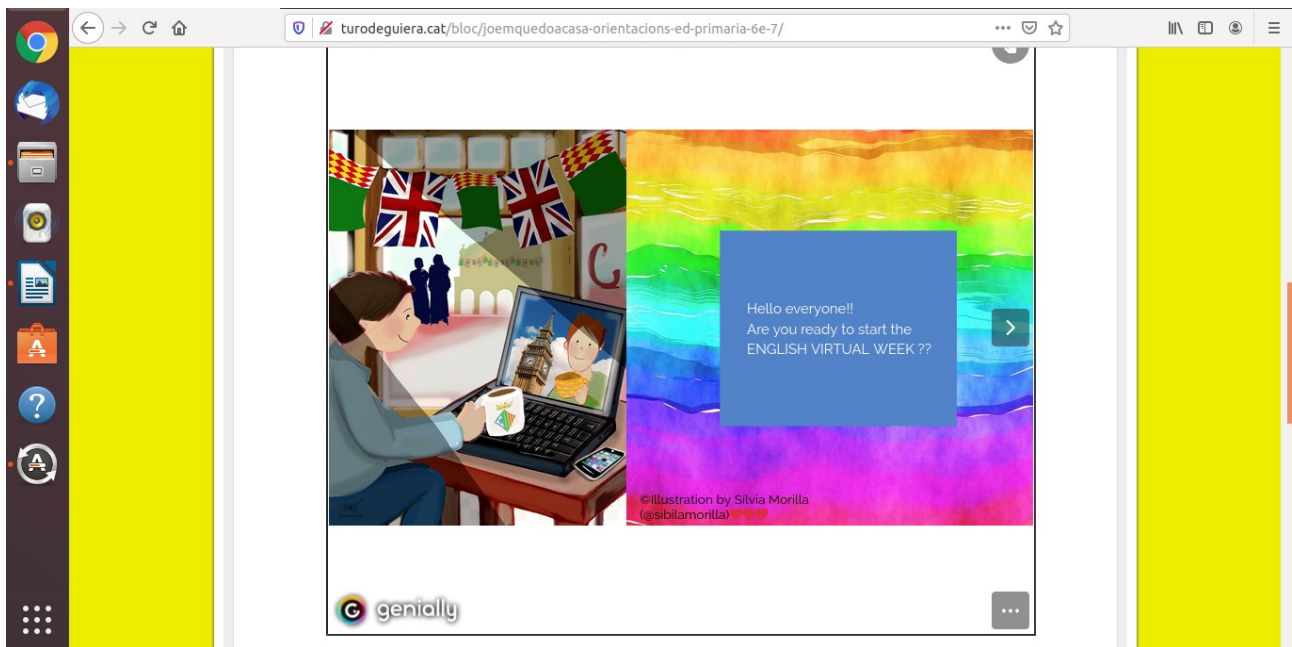 turodeguiera.cat/bloc/joemquedoacasa-orientacions-ed-primaria-6e-7/
Hello everyone!!
Are you ready to start the
ENGLISH VIRTUAL WEEK ??
©Illustration by Sílvia Morilla
(@sibilamorilla)
G genially